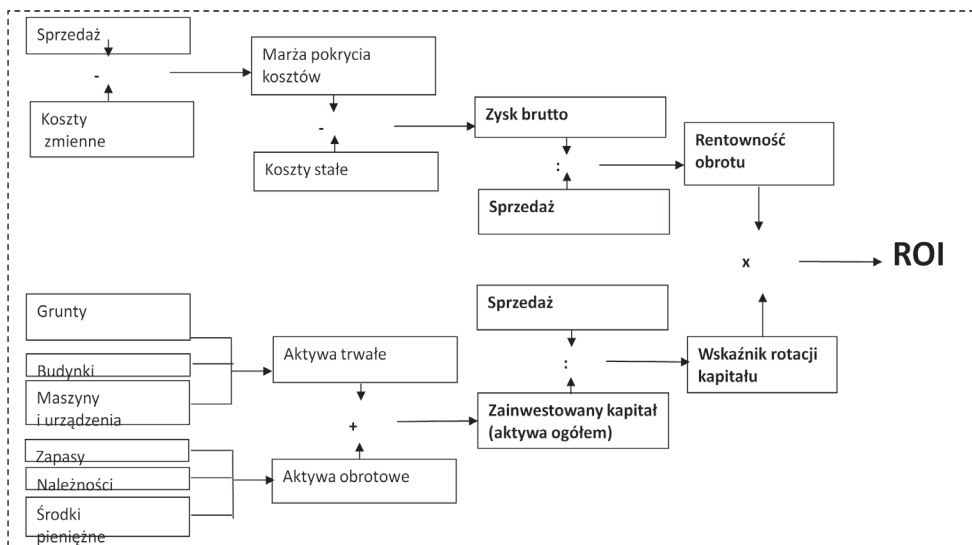 Sprzedaż
-
Koszty
zmienne
Marża pokrycia
kosztów
-
Koszty stałe
Zysk brutto
:
Sprzedaż
Rentowność
obrotu
x
ROI
Grunty
Budynki
Maszyny
i urządzenia
Zapasy
Należności
Środki
pieniężne
Aktywa trwałe
+
Aktywa obrotowe
Sprzedaż
:
Zainwestowany kapitał
(aktywa ogółem)
Wskaźnik rotacji
kapitału